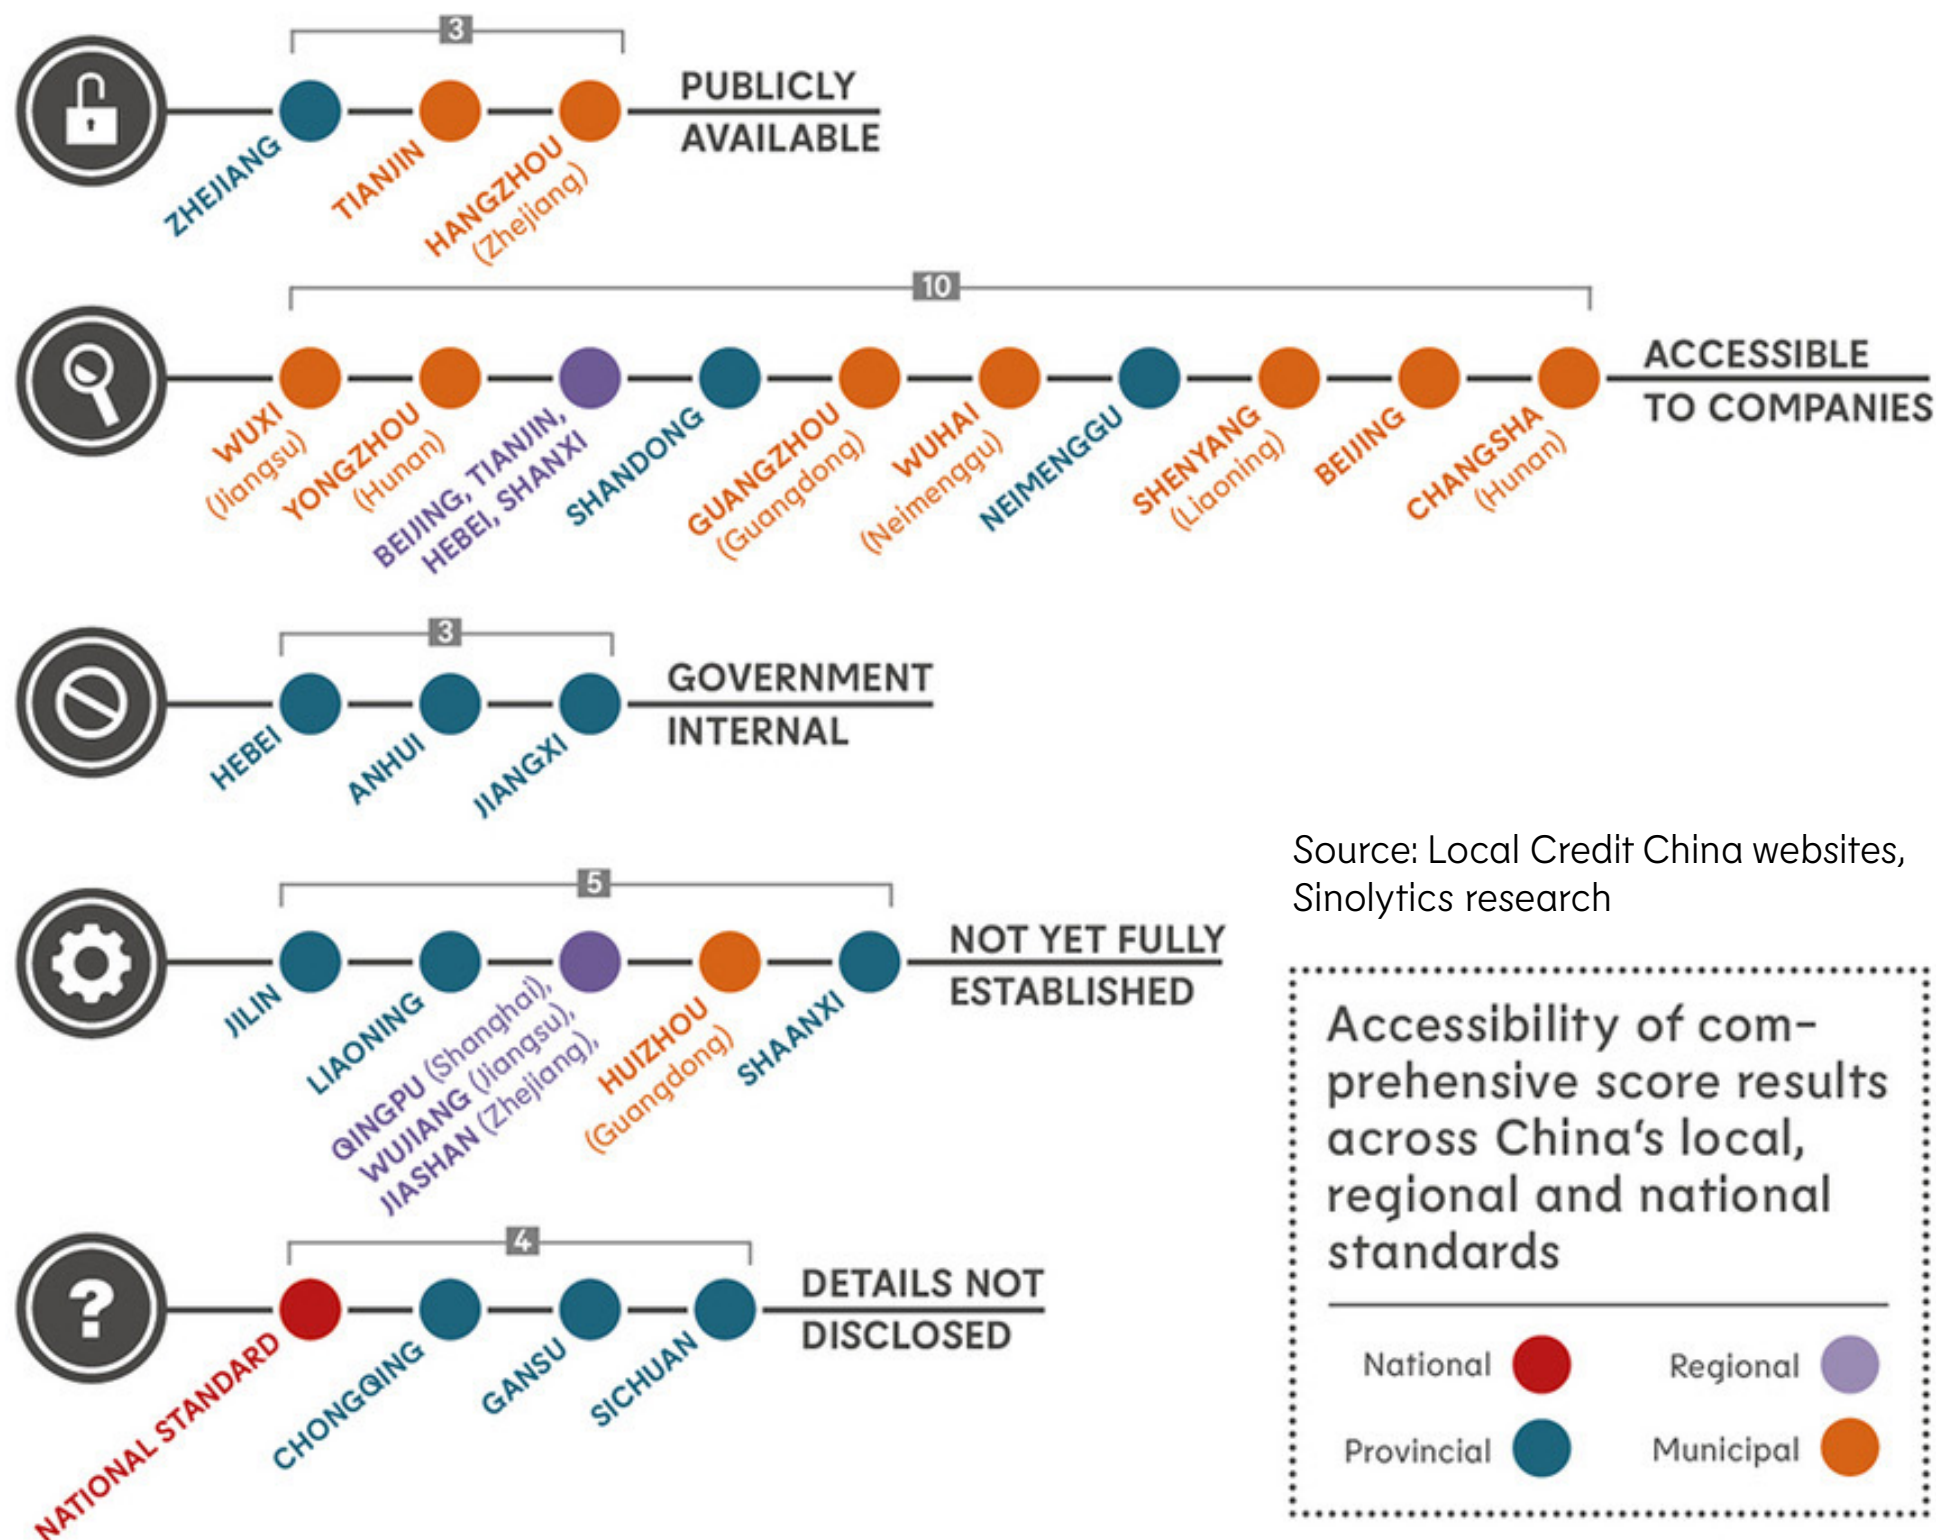 3
PUBLICLY
AVAILABLE
ZHEJIANG
TIANJIN
HANGZHOU
(Zhejiang)
10
ACCESSIBLE
TO COMPANIES
WUXI
(Jiangsu)
YONGZHOU
(Hunan)
BEIJING, TIANJIN,
HEBEI, SHANXI
SHANDONG
GUANGZHOU
(Guangdong)
WUHAI
(Neimenggu)
NEIMENGGU
SHENYANG
(Liaoning)
BEIJING
CHANGSHA
(Hunan)
3
GOVERNMENT
INTERNAL
HEBEI
ANHUI
JIANGXI
5
NOT YET FULLY
ESTABLISHED
JILIN
LIAONING
QINGPU (Shanghai),
WUJIANG (Jiangsu),
JIASHAN (Zhejiang),
HUIZHOU
(Guangdong)
SHAANXI
4
DETAILS NOT
DISCLOSED
?
NATIONAL STANDARD
CHONGQING
GANSU
SICHUAN
Source: Local Credit China websites,
Sinolytics research
Accessibility of com-
prehensive score results
across China‘s local,
regional and national
standards
National
Regional
Provincial
Municipal